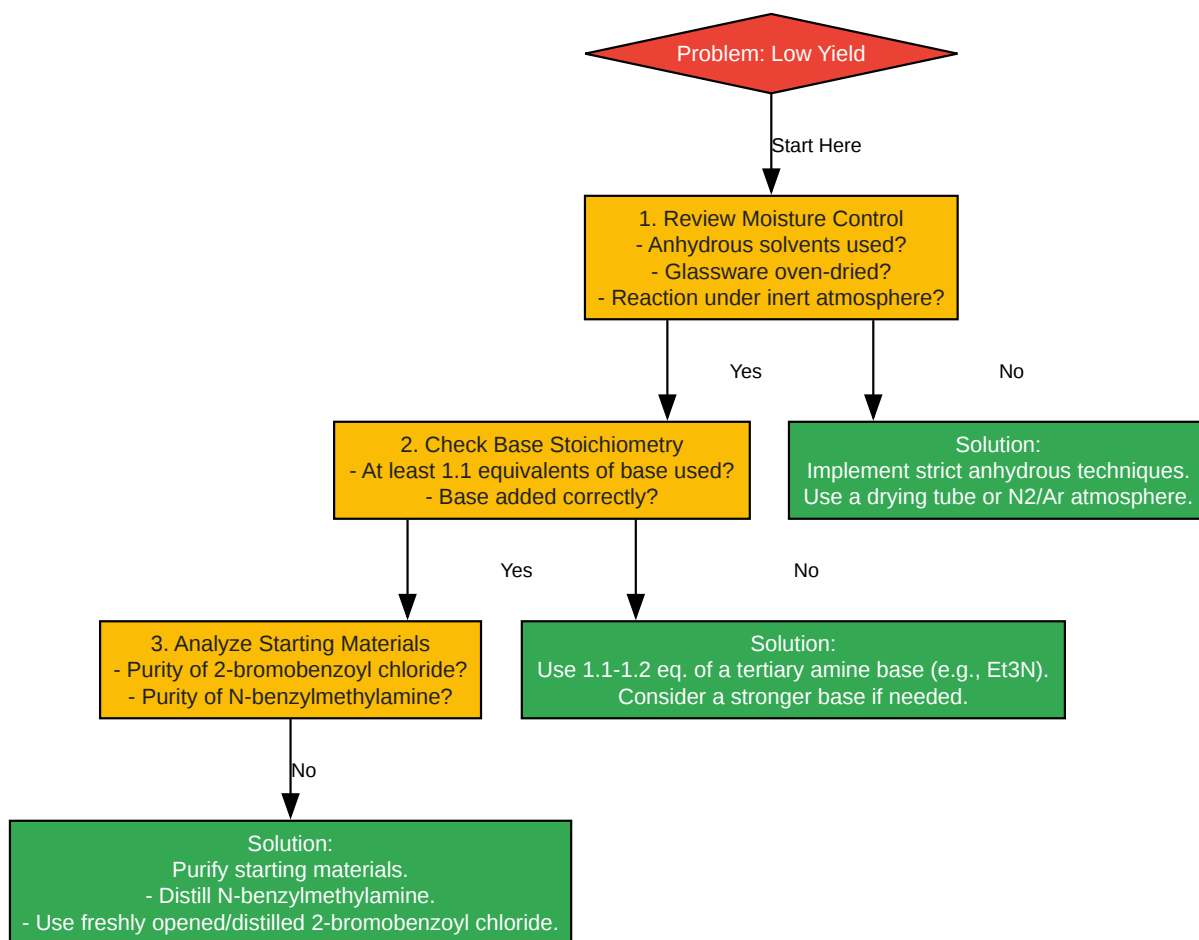 Problem: Low Yield
Start Here
1. Review Moisture Control
- Anhydrous solvents used?
- Glassware oven-dried?
- Reaction under inert atmosphere?
Yes
No
2. Check Base Stoichiometry
- At least 1.1 equivalents of base used?
- Base added correctly?
Solution:
Implement strict anhydrous techniques.
Use a drying tube or N2/Ar atmosphere.
Yes
No
3. Analyze Starting Materials
- Purity of 2-bromobenzoyl chloride?
- Purity of N-benzylmethylamine?
Solution:
Use 1.1-1.2 eq. of a tertiary amine base (e.g., Et3N).
Consider a stronger base if needed.
No
Solution:
Purify starting materials.
- Distill N-benzylmethylamine.
- Use freshly opened/distilled 2-bromobenzoyl chloride.